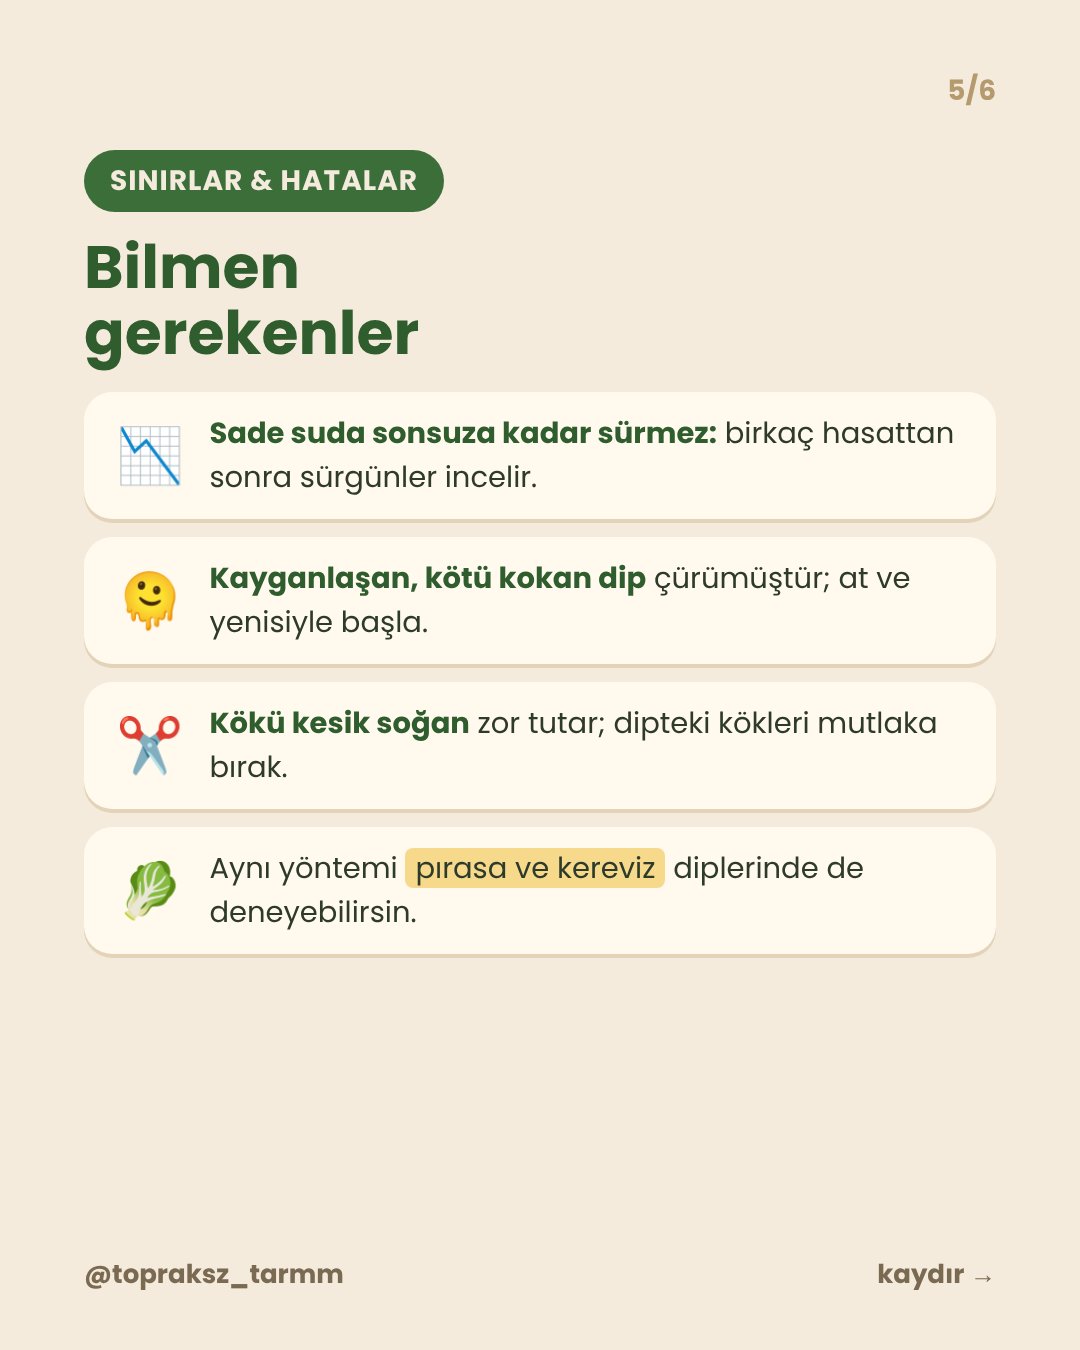 5/6
SINIRLAR & HATALAR
Bilmen
gerekenler
Sade suda sonsuza kadar sürmez: birkaç hasattan
sonra sürgünler incelir.
Kayganlaşan, kötü kokan dip çürümüştür; at ve
yenisiyle başla.
Kökü kesik soğan zor tutar; dipteki kökleri mutlaka
bırak.
Aynı yöntemi pırasa ve kereviz diplerinde de
deneyebilirsin.
@topraksz_tarmm
kaydır →